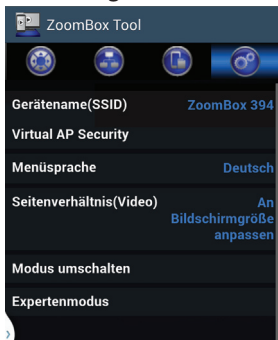 ZoomBox Tool
Gerätename(SSID) ZoomBox 394
Virtual AP Security
Menüsprache Deutsch
Seitenverhältnis(Video) An
Bildschirmgröße
anpassen
Modus umschalten
Expertenmodus